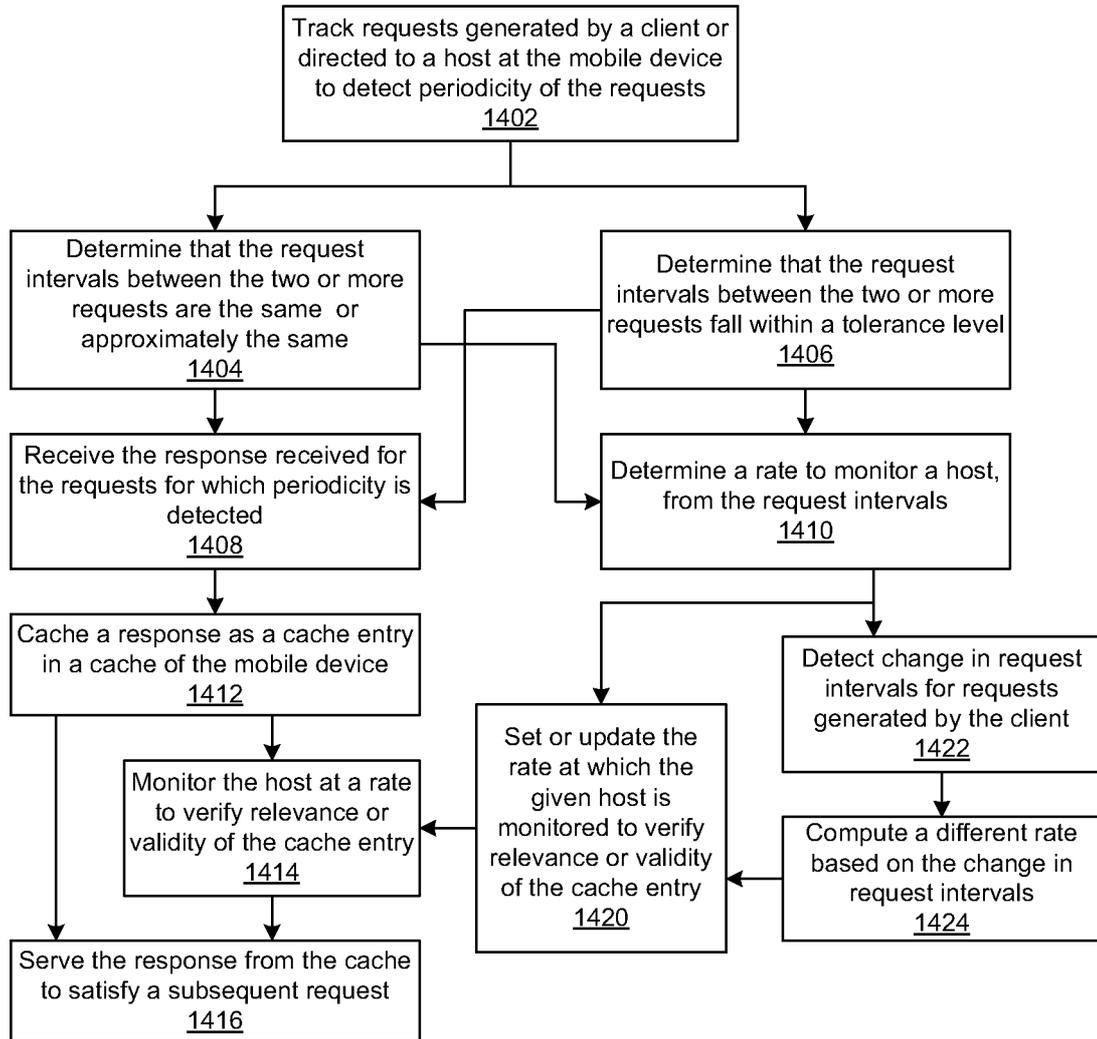 Track requests generated by a client or
directed to a host at the mobile device
to detect periodicity of the requests
1402
Determine that the request
intervals between the two or more
requests are the same or
approximately the same
1404
Determine that the request
intervals between the two or more
requests fall within a tolerance level
1406
Receive the response received for
the requests for which periodicity is
detected
1408
Determine a rate to monitor a host,
from the request intervals
1410
Cache a response as a cache entry
in a cache of the mobile device
1412
Detect change in request
intervals for requests
generated by the client
1422
Set or update the
rate at which the
given host is
monitored to verify
relevance or validity
of the cache entry
1420
Monitor the host at a rate
to verify relevance or
validity of the cache entry
1414
Compute a different rate
based on the change in
request intervals
1424
Serve the response from the cache
to satisfy a subsequent request
1416